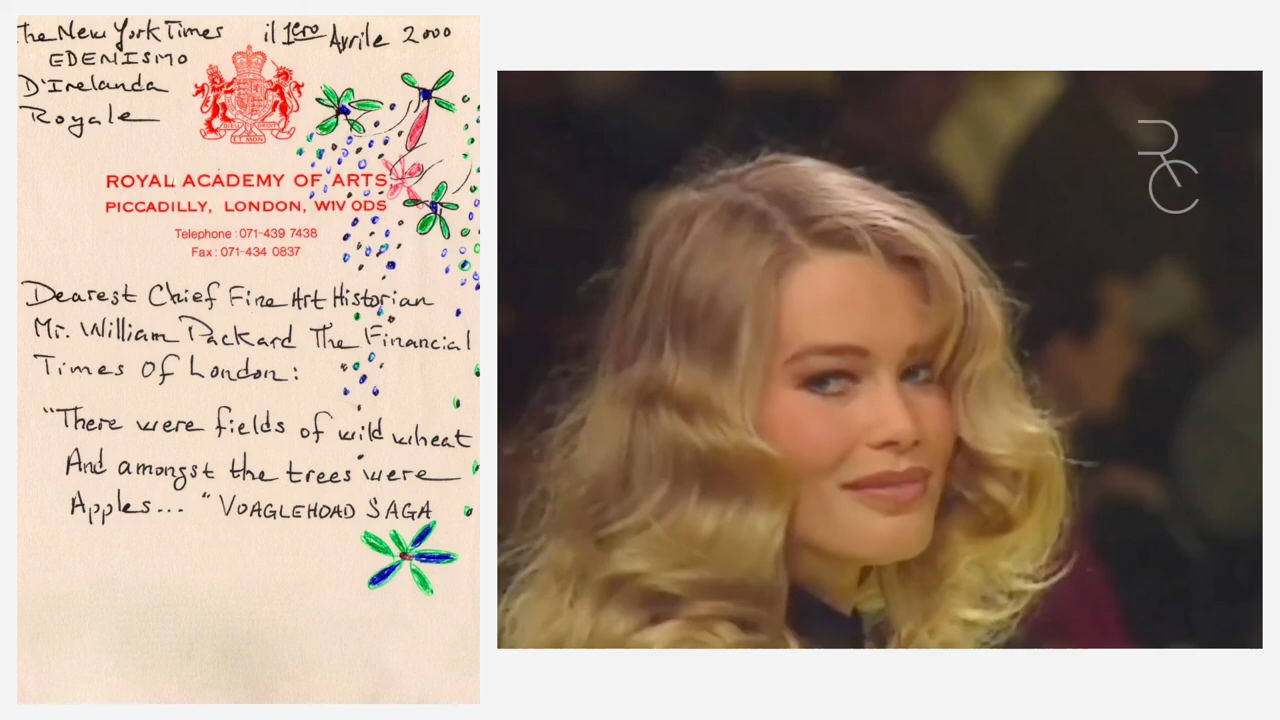 the New York Times il 1ero Avrile 2000
EDENISMO
D'Irelanda
Royale
ROYAL ACADEMY OF ARTS
PICCADILLY, LONDON, W1V 0DS
Telephone: 071-439 7438
Fax: 071-434 0837
Dearest Chief Fine Art Historian
Mr. William Packard The Financial
Times Of London:
"There were fields of wild wheat
And amongst the trees were
Apples..." VOAGLEHOAD SAGA
RC